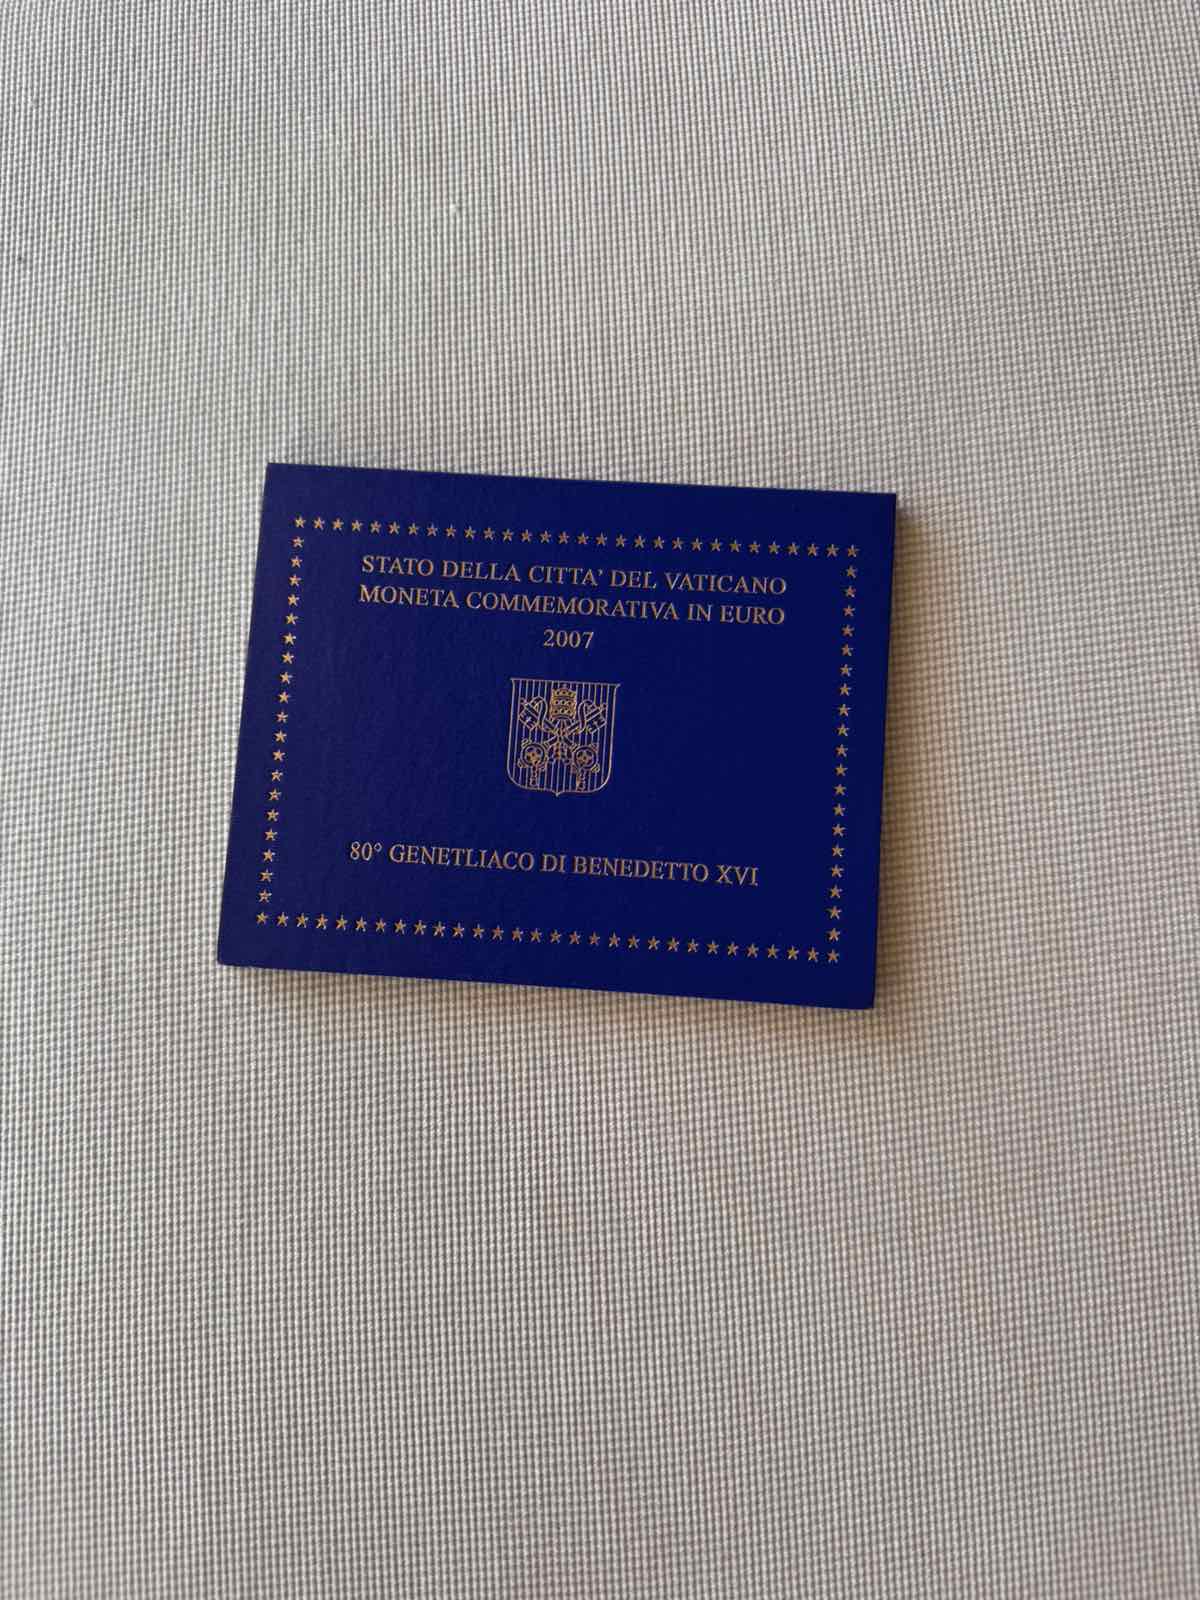 STATO DELLA CITTA' DEL VATICANO
MONETA COMMEMORATIVA IN EURO
2007
80° GENETLIACO DI BENEDETTO XVI